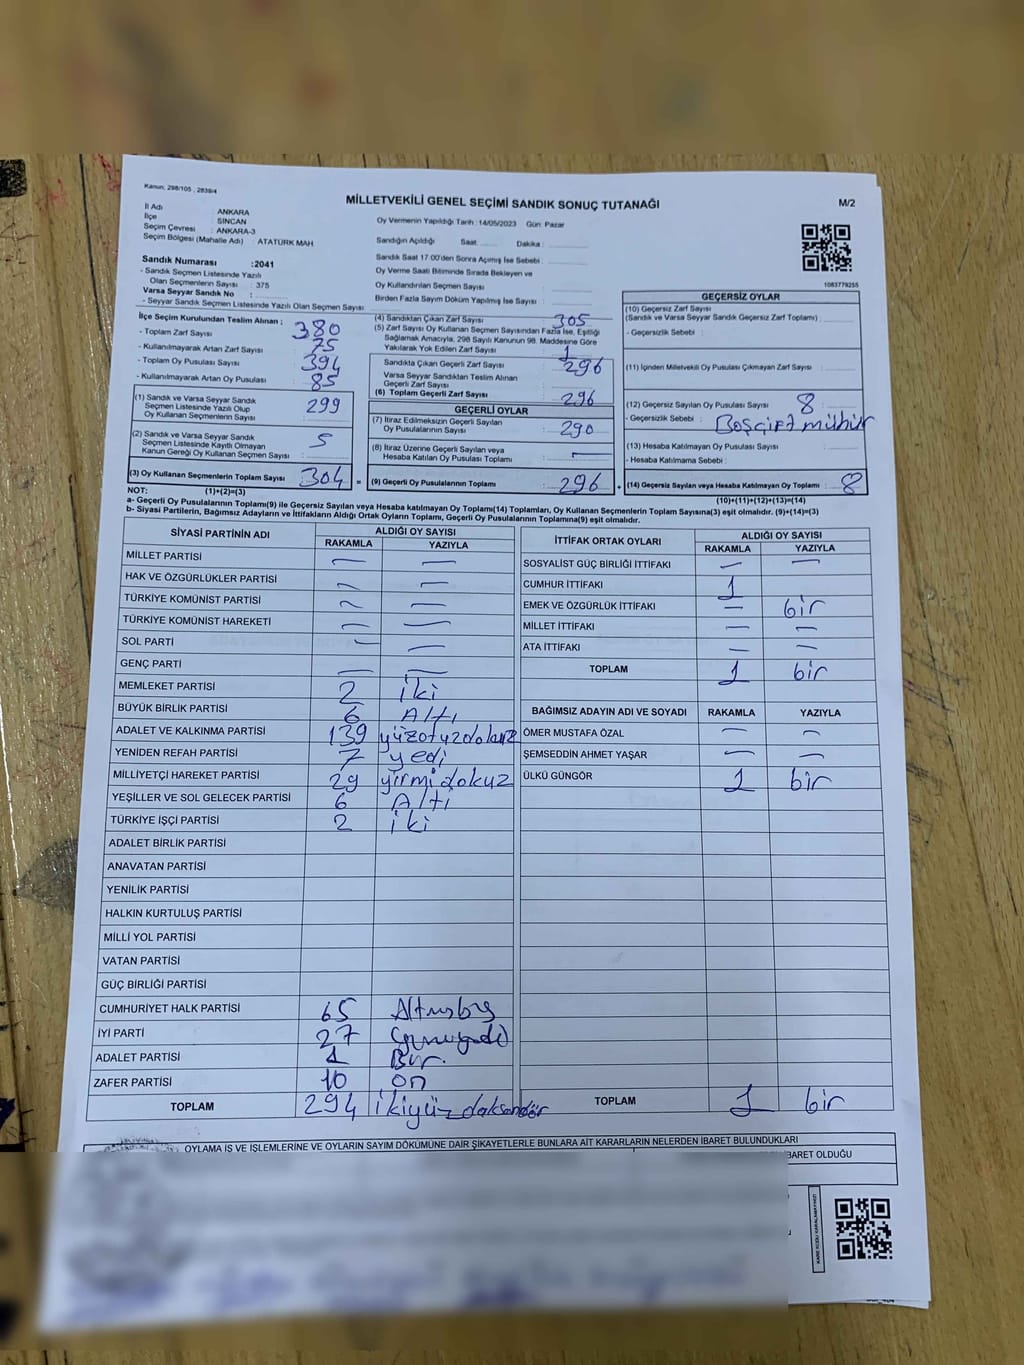 Kanun; 298/105 , 2839/4
MİLLETVEKİLİ GENEL SEÇİMİ SANDIK SONUÇ TUTANAĞI
M/2
İl Adı : ANKARA
İlçe : SİNCAN
Seçim Çevresi : ANKARA-3
Seçim Bölgesi (Mahalle Adı) : ATATÜRK MAH
Sandık Numarası :2041
- Sandık Seçmen Listesinde Yazılı
Olan Seçmenlerin Sayısı : 375
Varsa Seyyar Sandık No :
- Seyyar Sandık Listesinde Yazılı Olan Seçmen Sayısı
Oy Vermenin Yapıldığı Tarih : 14/05/2023 Gün: Pazar
Sandığın Açıldığı Saat: Dakika :
Sandık Saat 17:00'den Sonra Açılmış İse Sebebi :
Oy Verme Saati Bitiminde Sırada Bekleyen ve
Oy Kullandırılan Seçmen Sayısı :
Birden Fazla Sayım Döküm Yapılmış İse Sayısı :
1083779255
İlçe Seçim Kurulundan Teslim Alınan ;
- Toplam Zarf Sayısı : 380
- Kullanılmayarak Artan Zarf Sayısı : 75
- Toplam Oy Pusulası Sayısı : 394
- Kullanılmayarak Artan Oy Pusulası : 85
(1) Sandık ve Varsa Seyyar Sandık
Seçmen Listesinde Yazılı Olup
Oy Kullanan Seçmenlerin Sayısı : 299
(2) Sandık ve Varsa Seyyar Sandık
Seçmen Listesinde Kayıtlı Olmayan
Kanun Gereği Oy Kullanan Seçmen Sayısı : 5
(3) Oy Kullanan Seçmenlerin Toplam Sayısı : 304
(4) Sandıktan Çıkan Zarf Sayısı : 305
(5) Zarf Sayısı Oy Kullanan Seçmen Sayısından Fazla İse, Eşitliği
Sağlamak Amacıyla, 298 Sayılı Kanunun 98. Maddesine Göre
Yakılarak Yok Edilen Zarf Sayısı : 1
Sandıkta Çıkan Geçerli Zarf Sayısı : 296
Varsa Seyyar Sandıktan Teslim Alınan
Geçerli Zarf Sayısı :
(6) Toplam Geçerli Zarf Sayısı : 296
GEÇERLİ OYLAR
(7) İtiraz Edilmeksizin Geçerli Sayılan
Oy Pusulalarının Sayısı : 290
(8) İtiraz Üzerine Geçerli Sayılan veya
Hesaba Katılan Oy Pusulası Toplamı : —
= (9) Geçerli Oy Pusulalarının Toplamı : 296 +
GEÇERSİZ OYLAR
(10) Geçersiz Zarf Sayısı
(Sandık ve Varsa Seyyar Sandık Geçersiz Zarf Toplamı) :
- Geçersizlik Sebebi :
(11) İçinden Milletvekili Oy Pusulası Çıkmayan Zarf Sayısı :
(12) Geçersiz Sayılan Oy Pusulası Sayısı : 8
- Geçersizlik Sebebi : Boşçift mühür
(13) Hesaba Katılmayan Oy Pusulası Sayısı :
- Hesaba Katılmama Sebebi :
(14) Geçersiz Sayılan veya Hesaba Katılmayan Oy Toplamı : 8
NOT: (1)+(2)=(3)
(10)+(11)+(12)+(13)=(14)
a- Geçerli Oy Pusulalarının Toplamı(9) ile Geçersiz Sayılan veya Hesaba katılmayan Oy Toplamı(14) Toplamları, Oy Kullanan Seçmenlerin Toplam Sayısına(3) eşit olmalıdır. (9)+(14)=(3)
b- Siyasi Partilerin, Bağımsız Adayların ve İttifakların Aldığı Oyların Toplamı, Geçerli Oy Pusulalarının Toplamına(9) eşit olmalıdır.
SİYASİ PARTİNİN ADI ALDIĞI OY SAYISI
RAKAMLA YAZIYLA
MİLLET PARTİSİ — —
HAK VE ÖZGÜRLÜKLER PARTİSİ — —
TÜRKİYE KOMÜNİST PARTİSİ — —
TÜRKİYE KOMÜNİST HAREKETİ — —
SOL PARTİ — —
GENÇ PARTİ — —
MEMLEKET PARTİSİ 2 iki
BÜYÜK BİRLİK PARTİSİ 6 Altı
ADALET VE KALKINMA PARTİSİ 139 yüzotuzdokuz
YENİDEN REFAH PARTİSİ 7 yedi
MİLLİYETÇİ HAREKET PARTİSİ 29 yirmidokuz
YEŞİLLER VE SOL GELECEK PARTİSİ 6 Altı
TÜRKİYE İŞÇİ PARTİSİ 2 iki
ADALET BİRLİK PARTİSİ
ANAVATAN PARTİSİ
YENİLİK PARTİSİ
HALKIN KURTULUŞ PARTİSİ
MİLLİ YOL PARTİSİ
VATAN PARTİSİ
GÜÇ BİRLİĞİ PARTİSİ
CUMHURİYET HALK PARTİSİ 65 Altmışbeş
İYİ PARTİ 27
ADALET PARTİSİ 1 Bir.
ZAFER PARTİSİ 10 on
TOPLAM 294 ikiyüzdoksandör
İTTİFAK ORTAK OYLARI ALDIĞI OY SAYISI
RAKAMLA YAZIYLA
SOSYALİST GÜÇ BİRLİĞİ İTTİFAKI — —
CUMHUR İTTİFAKI 1
EMEK VE ÖZGÜRLÜK İTTİFAKI — bir
MİLLET İTTİFAKI — —
ATA İTTİFAKI — —
TOPLAM 1 bir
BAĞIMSIZ ADAYIN ADI VE SOYADI RAKAMLA YAZIYLA
ÖMER MUSTAFA ÖZAL — —
ŞEMSEDDİN AHMET YAŞAR — —
ÜLKÜ GÜNGÖR 1 bir
TOPLAM 1 bir
OYLAMA İŞ VE İŞLEMLERİNE VE OYLARIN SAYIM DÖKÜMÜNE DAİR ŞİKAYETLERLE BUNLARA AİT KARARLARIN NELERDEN İBARET BULUNDUKLARI
BARET OLDUĞU
KARE KODU KARALAMAYINIZ!